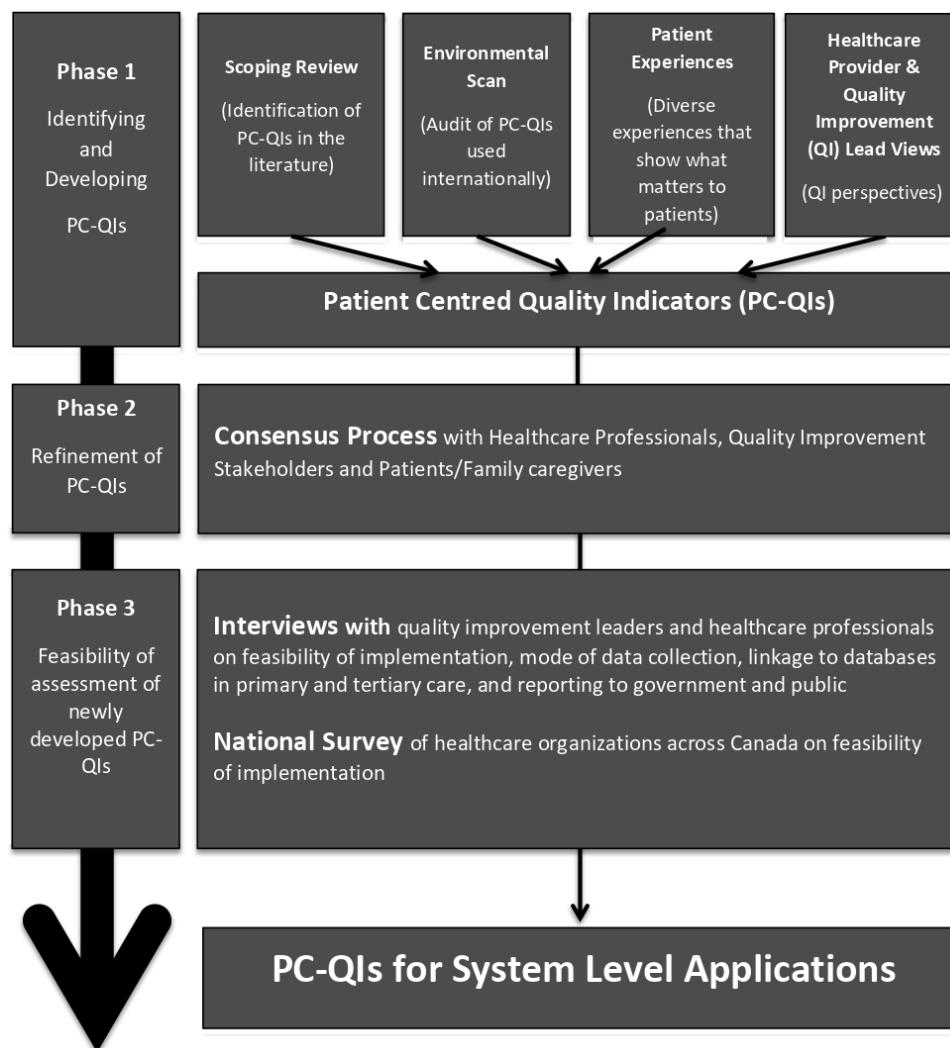 Phase 1
Identifying
and
Developing
PC-QIs
Scoping Review
(Identification of
PC-QIs in the
literature)
Environmental
Scan
(Audit of PC-QIs
used
internationally)
Patient
Experiences
(Diverse
experiences that
show what
matters to
patients)
Healthcare
Provider &
Quality
Improvement
(QI) Lead Views
(QI perspectives)
Patient Centred Quality Indicators (PC-QIs)
Phase 2
Refinement of
PC-QIs
Consensus Process with Healthcare Professionals, Quality Improvement
Stakeholders and Patients/Family caregivers
Phase 3
Feasibility of
assessment of
newly
developed PC-
QIs
Interviews with quality improvement leaders and healthcare professionals
on feasibility of implementation, mode of data collection, linkage to databases
in primary and tertiary care, and reporting to government and public
National Survey of healthcare organizations across Canada on feasibility
of implementation
PC-QIs for System Level Applications